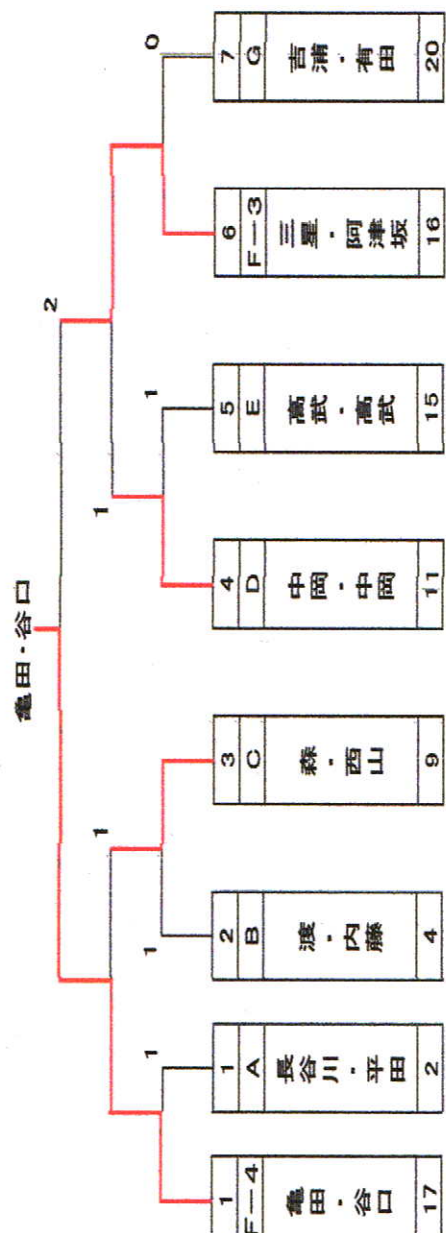 亀田・谷口
2
1
1
0
1
1
1
7
G
吉浦・有田
20
6
F－3
三星・阿津坂
16
5
E
高武・高武
15
4
D
中岡・中岡
11
3
C
森・西山
9
2
B
渡・内藤
4
1
A
長谷川・平田
2
1
F－4
亀田・谷口
17